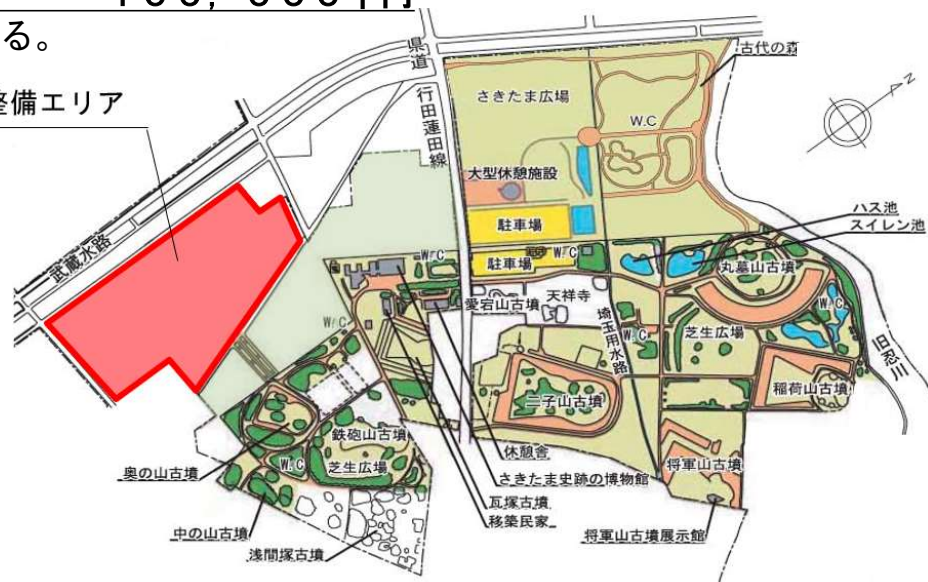 る。
整備エリア
県道
行田蓮田線
古代の森
さきたま広場
W.C
N
大型休憩施設
駐車場
ハス池
スイレン池
武蔵水路
W.C
駐車場
W.C
丸墓山古墳
愛宕山古墳
天祥寺
W.C
W.C
埼玉用水路
W.C
芝生広場
旧忍川
二子山古墳
稲荷山古墳
鉄砲山古墳
休憩舎
将軍山古墳
奥の山古墳
W.C
芝生広場
さきたま史跡の博物館
瓦塚古墳
移築民家
中の山古墳
将軍山古墳展示館
浅間塚古墳